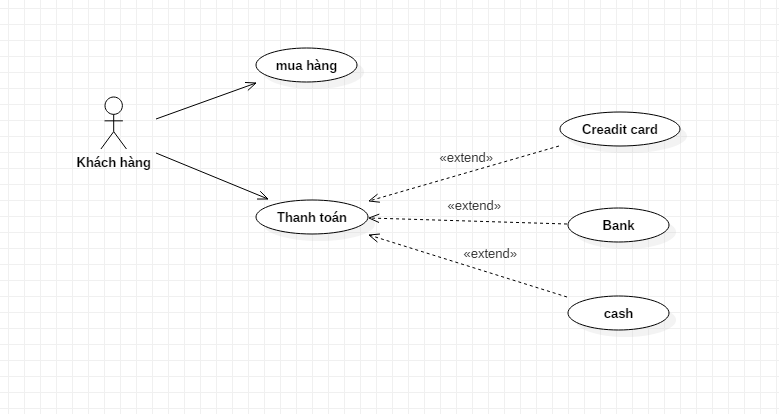 mua hàng
Khách hàng
Creadit card
«extend»
Thanh toán
«extend»
Bank
«extend»
cash